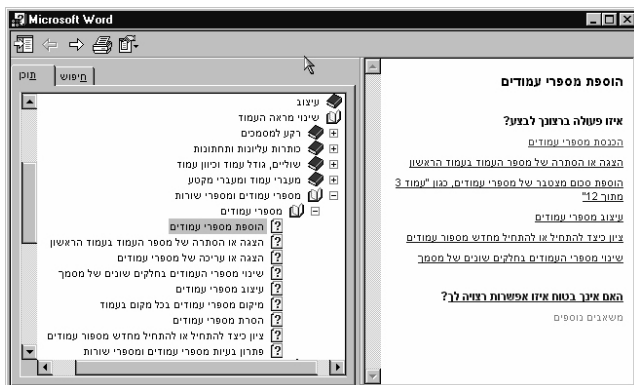 Microsoft Word
תוכן
חיפוש
עיצוב
שינוי מראה העמוד
רקע למסמכים
כותרות עליונות ותחתונות
שוליים, גודל עמוד וכיוון עמוד
מעברי עמוד ומעברי מקטע
מספרי עמודים ומספרי שורות
מספרי עמודים
הוספת מספרי עמודים
הצגה או הסתרה של מספר העמוד בעמוד הראשון
הצגה או עריכה של מספרי עמודים
שינוי מספרי העמודים בחלקים שונים של מסמך
עיצוב מספרי עמודים
מיקום מספרי עמודים בכל מקום בעמוד
הסרת מספרי עמודים
ציון כיצד להתחיל או להתחיל מחדש מספור עמודים
פתרון בעיות מספרי עמודים ומספרי שורות
הוספת מספרי עמודים
איזו פעולה ברצונך לבצע?
הכנסת מספרי עמודים
הצגה או הסתרה של מספר העמוד בעמוד הראשון
הוספת סכום מצטבר של מספרי עמודים, כגון "עמוד 3
מתוך 12"
עיצוב מספרי עמודים
ציון כיצד להתחיל או להתחיל מחדש מספור עמודים
שינוי מספרי העמודים בחלקים שונים של מסמך
האם אינך בטוח איזו אפשרות רצויה לך?
משאבים נוספים